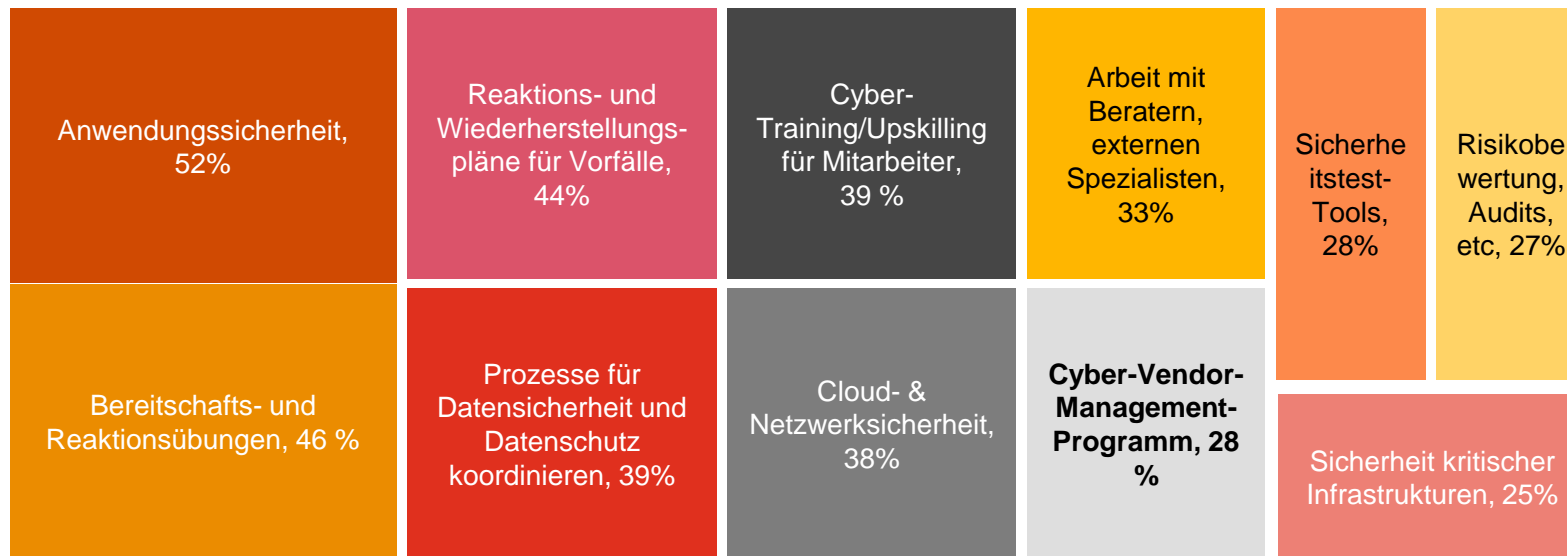 Anwendungssicherheit,
52%
Reaktions- und
Wiederherstellungs-
pläne für Vorfälle,
44%
Cyber-
Training/Upskilling
für Mitarbeiter,
39 %
Arbeit mit
Beratern,
externen
Spezialisten,
33%
Sicherhe
itstest-
Tools,
28%
Risikobe
wertung,
Audits,
etc, 27%
Bereitschafts- und
Reaktionsübungen, 46 %
Prozesse für
Datensicherheit und
Datenschutz
koordinieren, 39%
Cloud- &
Netzwerksicherheit,
38%
Cyber-Vendor-
Management-
Programm, 28
%
Sicherheit kritischer
Infrastrukturen, 25%